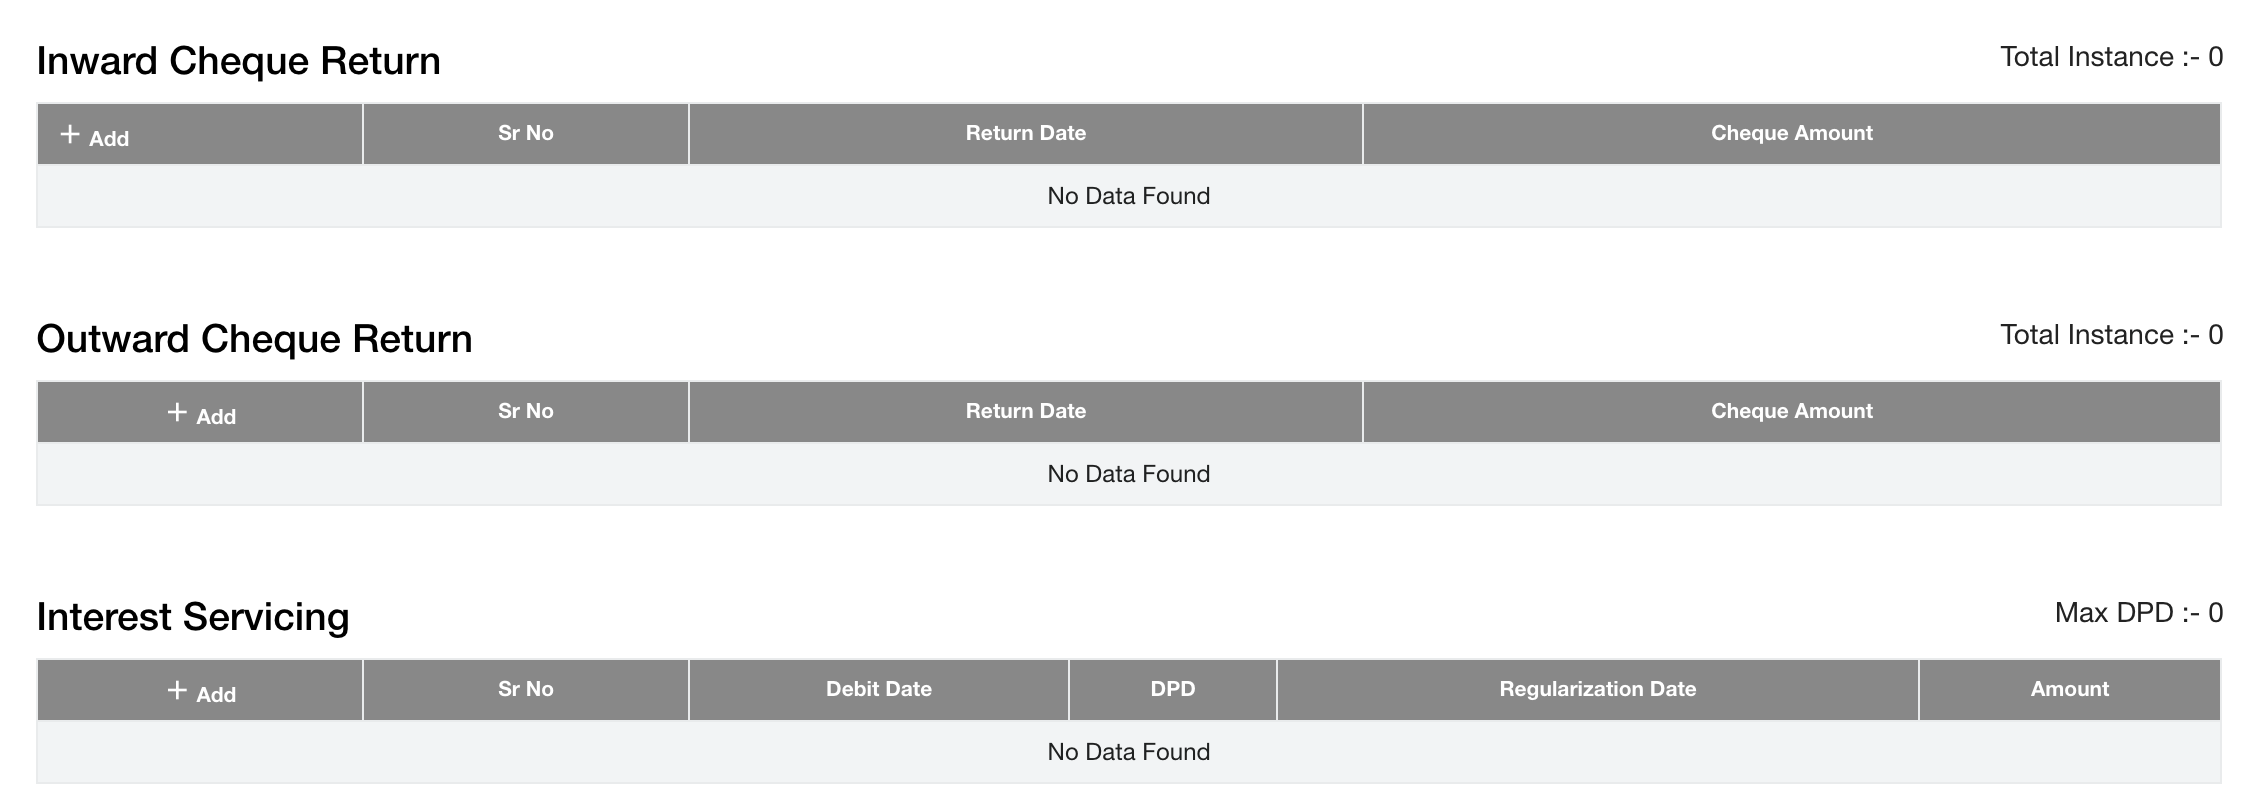 Inward Cheque Return Total Instance :- 0
+ Add Sr No Return Date Cheque Amount
No Data Found
Outward Cheque Return Total Instance :- 0
+ Add Sr No Return Date Cheque Amount
No Data Found
Interest Servicing Max DPD :- 0
+ Add Sr No Debit Date DPD Regularization Date Amount
No Data Found